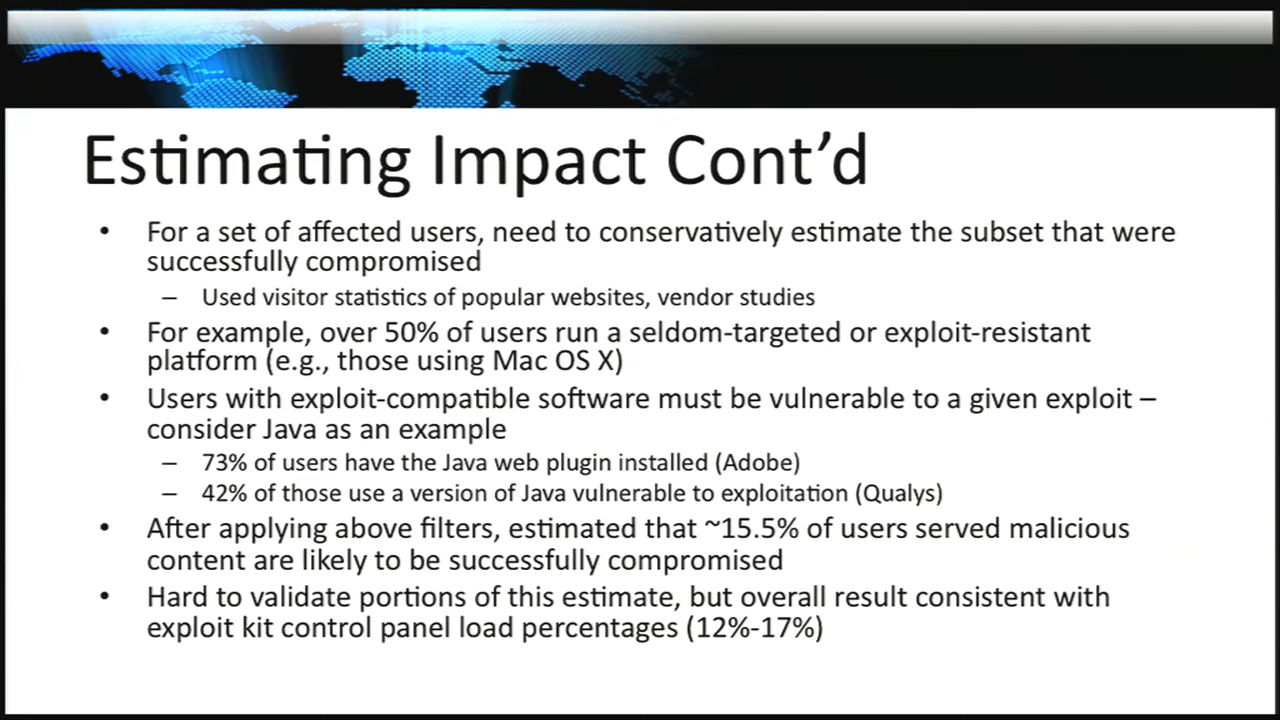 Estimating Impact Cont’d
• For a set of affected users, need to conservatively estimate the subset that were
successfully compromised
– Used visitor statistics of popular websites, vendor studies
• For example, over 50% of users run a seldom-targeted or exploit-resistant
platform (e.g., those using Mac OS X)
• Users with exploit-compatible software must be vulnerable to a given exploit –
consider Java as an example
– 73% of users have the Java web plugin installed (Adobe)
– 42% of those use a version of Java vulnerable to exploitation (Qualys)
• After applying above filters, estimated that ~15.5% of users served malicious
content are likely to be successfully compromised
• Hard to validate portions of this estimate, but overall result consistent with
exploit kit control panel load percentages (12%-17%)